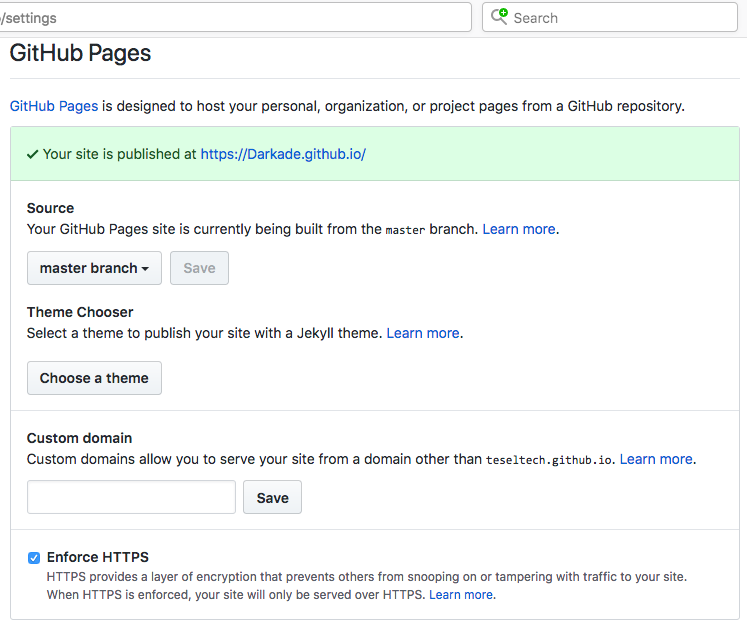 /settings
Search
GitHub Pages
GitHub Pages is designed to host your personal, organization, or project pages from a GitHub repository.
Your site is published at https://Darkade.github.io/
Source
Your GitHub Pages site is currently being built from the master branch. Learn more.
master branch
Save
Theme Chooser
Select a theme to publish your site with a Jekyll theme. Learn more.
Choose a theme
Custom domain
Custom domains allow you to serve your site from a domain other than teseltech.github.io. Learn more.
Save
Enforce HTTPS
HTTPS provides a layer of encryption that prevents others from snooping on or tampering with traffic to your site.
When HTTPS is enforced, your site will only be served over HTTPS. Learn more.